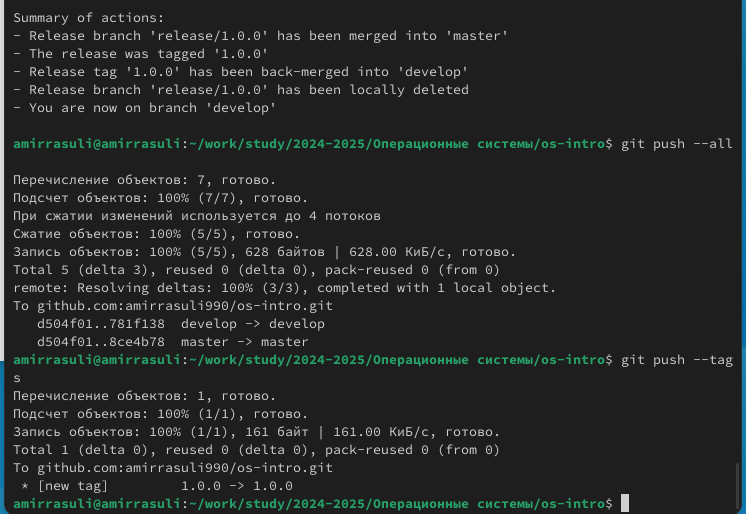 Summary of actions:
- Release branch 'release/1.0.0' has been merged into 'master'
- The release was tagged '1.0.0'
- Release tag '1.0.0' has been back-merged into 'develop'
- Release branch 'release/1.0.0' has been locally deleted
- You are now on branch 'develop'

amirrasuli@amirrasuli:~/work/study/2024-2025/Операционные системы/os-intro$ git push --all

Перечисление объектов: 7, готово.
Подсчет объектов: 100% (7/7), готово.
При сжатии изменений используется до 4 потоков
Сжатие объектов: 100% (5/5), готово.
Запись объектов: 100% (5/5), 628 байтов | 628.00 КиБ/с, готово.
Total 5 (delta 3), reused 0 (delta 0), pack-reused 0 (from 0)
remote: Resolving deltas: 100% (3/3), completed with 1 local object.
To github.com:amirrasuli990/os-intro.git
   d504f01..781f138  develop -> develop
   d504f01..8ce4b78  master -> master
amirrasuli@amirrasuli:~/work/study/2024-2025/Операционные системы/os-intro$ git push --tag
s
Перечисление объектов: 1, готово.
Подсчет объектов: 100% (1/1), готово.
Запись объектов: 100% (1/1), 161 байт | 161.00 КиБ/с, готово.
Total 1 (delta 0), reused 0 (delta 0), pack-reused 0 (from 0)
To github.com:amirrasuli990/os-intro.git
 * [new tag]         1.0.0 -> 1.0.0
amirrasuli@amirrasuli:~/work/study/2024-2025/Операционные системы/os-intro$